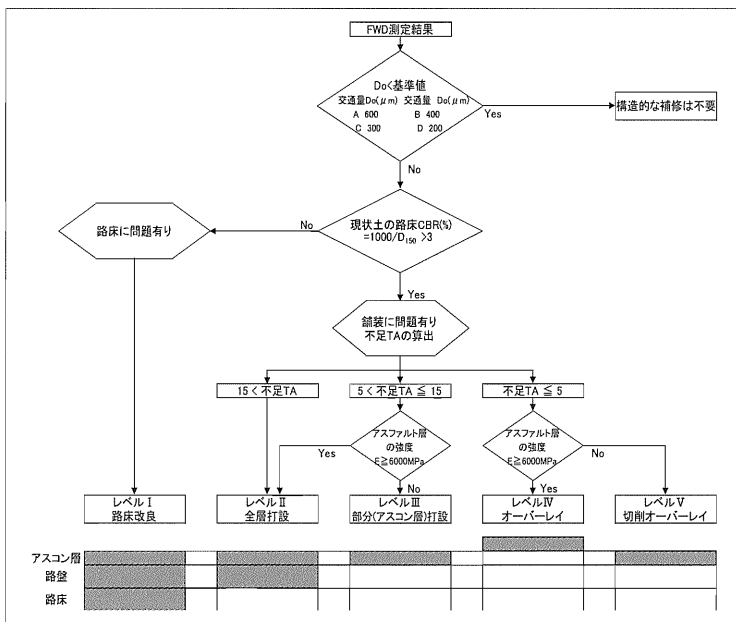 FWD測定結果
Do<基準値
交通量Do(μm) 交通量 Do(μm)
A 600 B 400
C 300 D 200
Yes
構造的な補修は不要
No
現状土の路床CBR(%)
=1000/D150 >3
No
路床に問題有り
Yes
舗装に問題有り
不足TAの算出
15<不足TA
5<不足TA≦15
不足TA≦5
アスファルト層
の強度
E≧6000MPa
Yes
No
アスファルト層
の強度
E≧6000MPa
No
Yes
レベルⅠ
路床改良
レベルⅡ
全層打設
レベルⅢ
部分(アスコン層)打設
レベルⅣ
オーバーレイ
レベルⅤ
切削オーバーレイ
アスコン層
路盤
路床